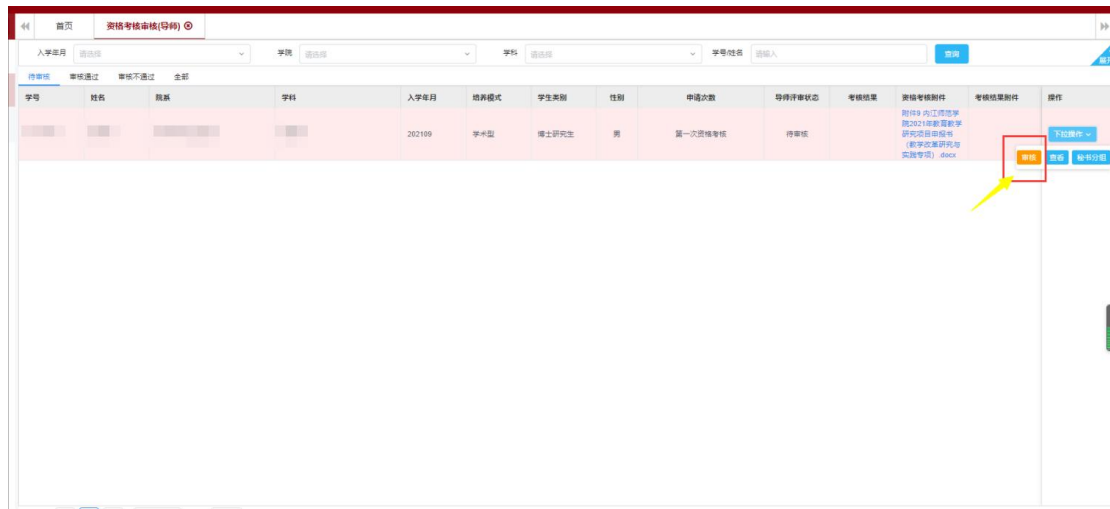 首页 资格考核审核(导师)
入学年月 请选择 学院 请选择 学科 请选择 学号/姓名 请输入 查询
待审核 审核通过 审核不通过 全部
学号 姓名 院系 学科 入学年月 培养模式 学生类别 性别 申请次数 导师评审状态 考核结果 资格考核附件 考核结果附件 操作
202109 学术型 博士研究生 男 第一次资格考核 待审核 下拉操作
附件9 内江师范学
院2021年教育教学
研究项目申报书
(教学改革研究与
实践专项) .docx
审核 查看 秘书分组